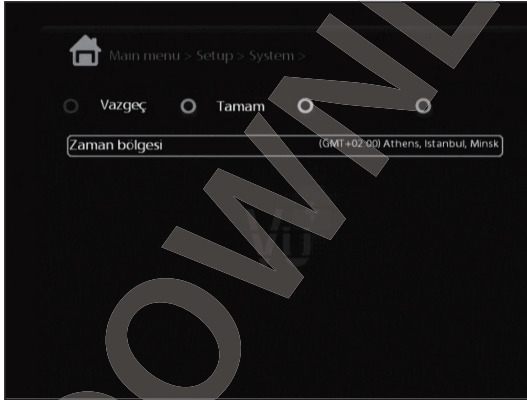 Main menu > Setup > System >
Vazgeç Tamam
Zaman bölgesi (GMT+02:00) Athens, Istanbul, Minsk